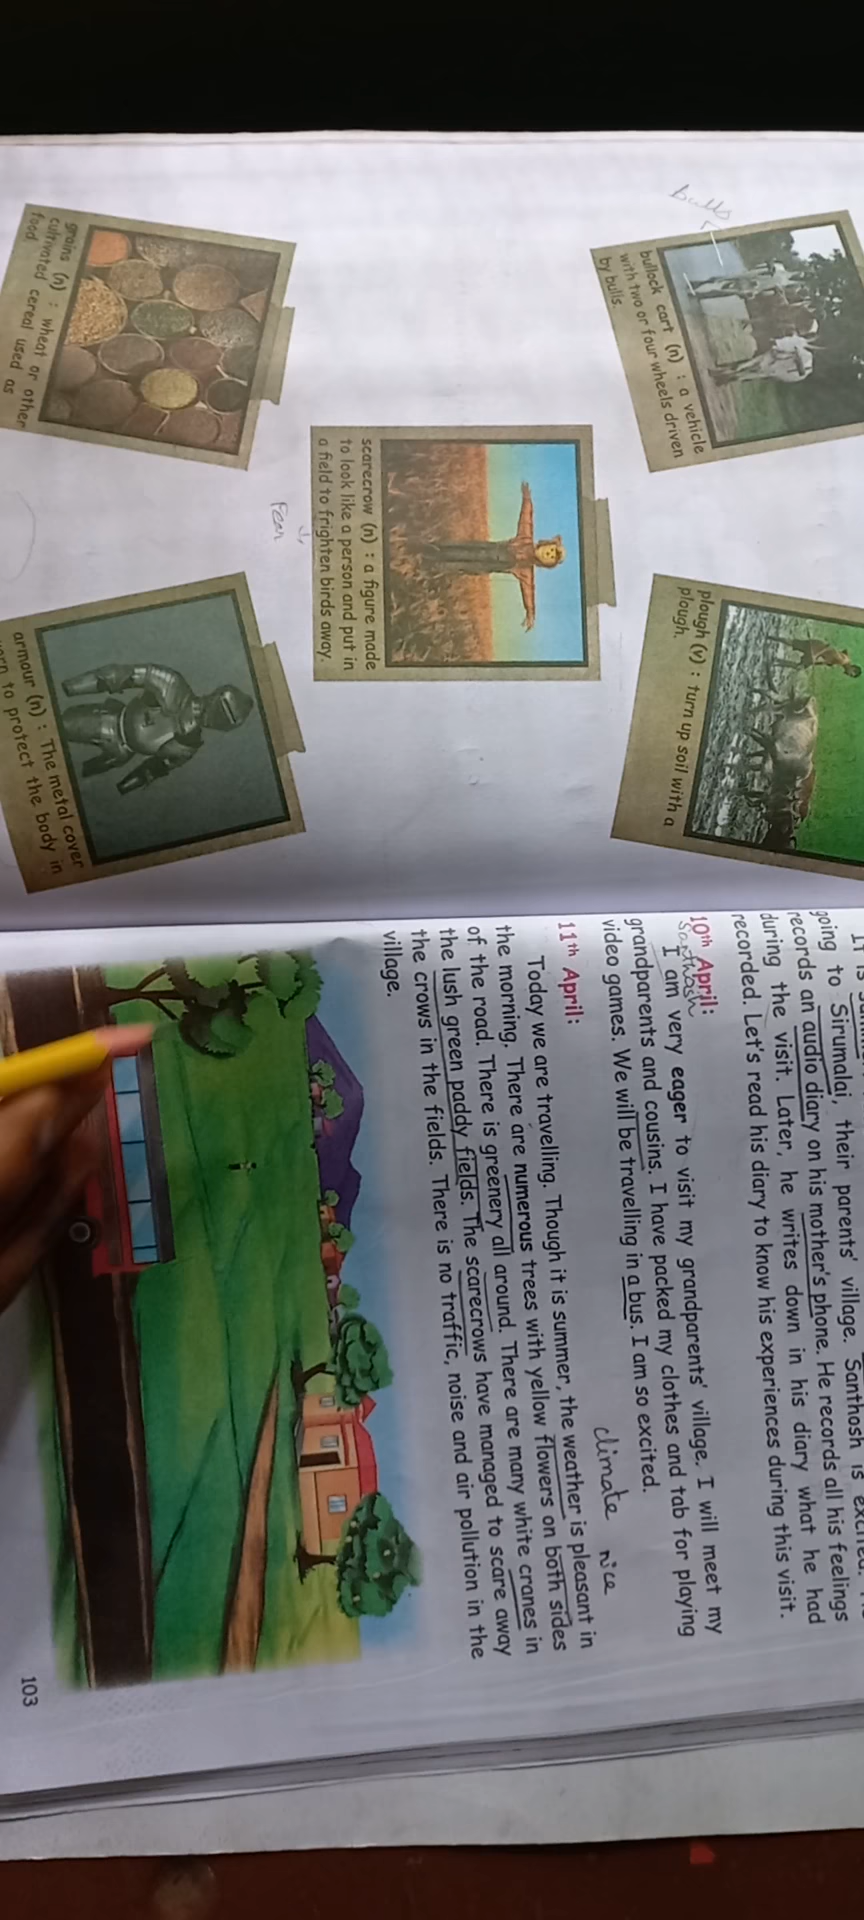 bulls
bullock cart (n) : a vehicle
with two or four wheels driven
by bulls.
plough (v) : turn up soil with a
plough.
scarecrow (n) : a figure made
to look like a person and put in
a field to frighten birds away.
Fear
grains (n) : wheat or other
cultivated cereal used as
food
armour (n) : The metal cover
to protect the body in
going to Sirumalai, their parents' village. Santhosh is
records an audio diary on his mother's phone. He records all his feelings
during the visit. Later, he writes down in his diary what he had
recorded. Let's read his diary to know his experiences during this visit.
10th April:
Santhosh
I am very eager to visit my grandparents' village. I will meet my
grandparents and cousins. I have packed my clothes and tab for playing
video games. We will be travelling in a bus. I am so excited.
climate nice
11th April:
Today we are travelling. Though it is summer, the weather is pleasant in
the morning. There are numerous trees with yellow flowers on both sides
of the road. There is greenery all around. There are many white cranes in
the lush green paddy fields. The scarecrows have managed to scare away
the crows in the fields. There is no traffic, noise and air pollution in the
village.
103